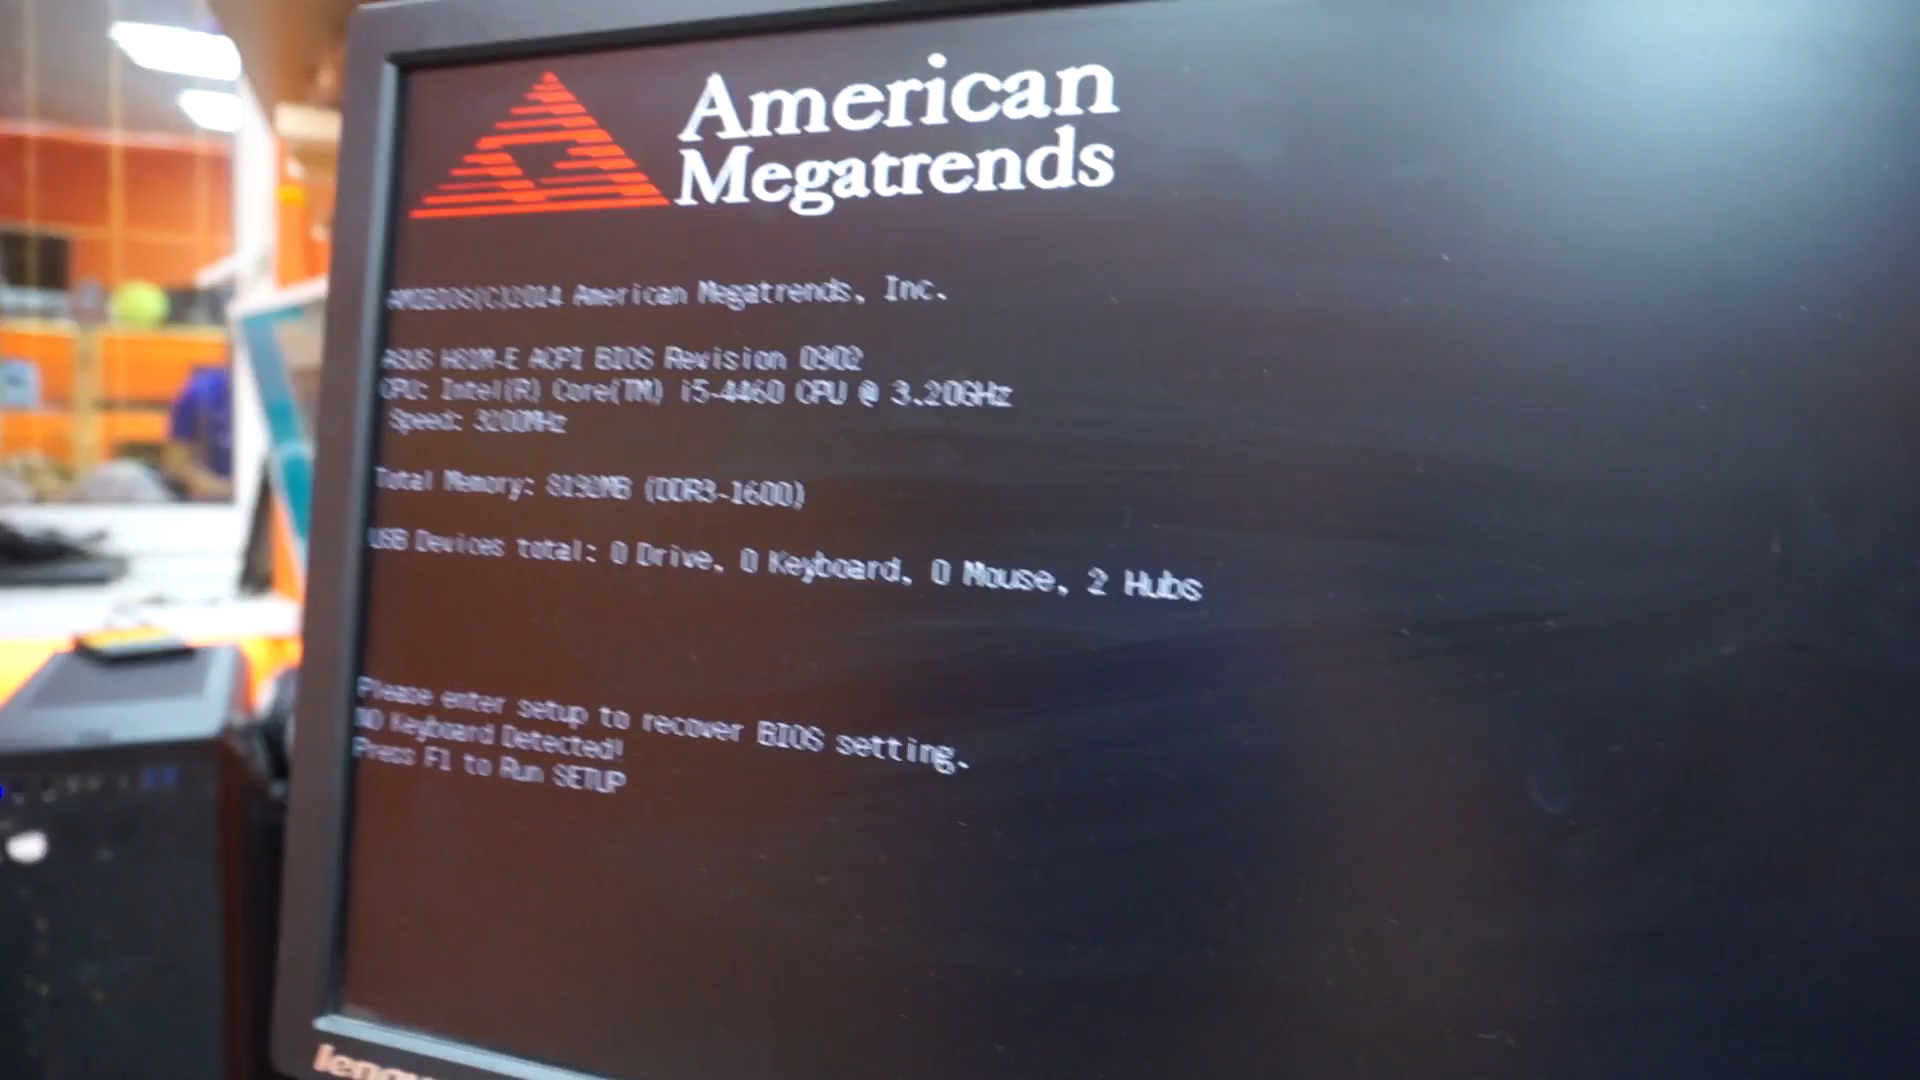 American
Megatrends
AMIBIOS(C)2014 American Megatrends, Inc.
ASUS H81M-E ACPI BIOS Revision 0902
CPU: Intel(R) Core(TM) i5-4460 CPU @ 3.20GHz
Speed: 3200MHz
Total Memory: 8192MB (DDR3-1600)
USB Devices total: 0 Drive, 0 Keyboard, 0 Mouse, 2 Hubs
Please enter setup to recover BIOS setting.
NO Keyboard Detected!
Press F1 to Run SETUP